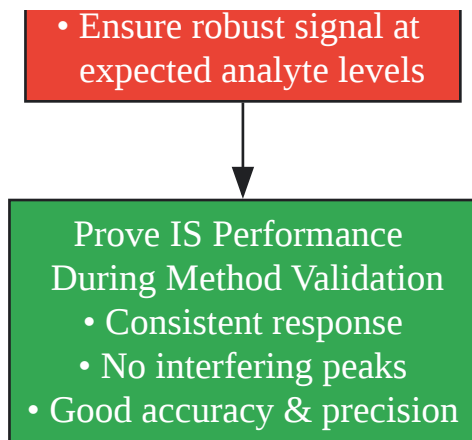 • Ensure robust signal at
expected analyte levels
Prove IS Performance
During Method Validation
• Consistent response
• No interfering peaks
• Good accuracy & precision